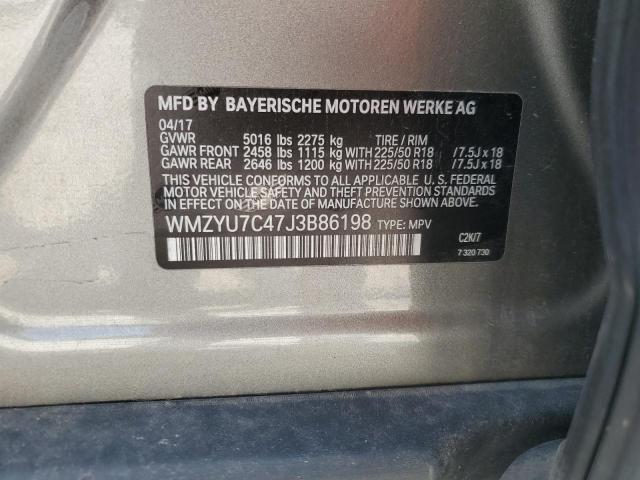 MFD BY BAYERISCHE MOTOREN WERKE AG
04/17
GVWR 5016 lbs 2275 kg TIRE / RIM
GAWR FRONT 2458 lbs 1115 kg WITH 225/50 R18 /7.5J x 18
GAWR REAR 2646 lbs 1200 kg WITH 225/50 R18 /7.5J x 18
THIS VEHICLE CONFORMS TO ALL APPLICABLE U. S. FEDERAL
MOTOR VEHICLE SAFETY AND THEFT PREVENTION STANDARDS
IN EFFECT ON THE DATE OF MANUFACTURE SHOWN ABOVE.
WMZYU7C47J3B86198 TYPE: MPV
C2K/7
7 320 730